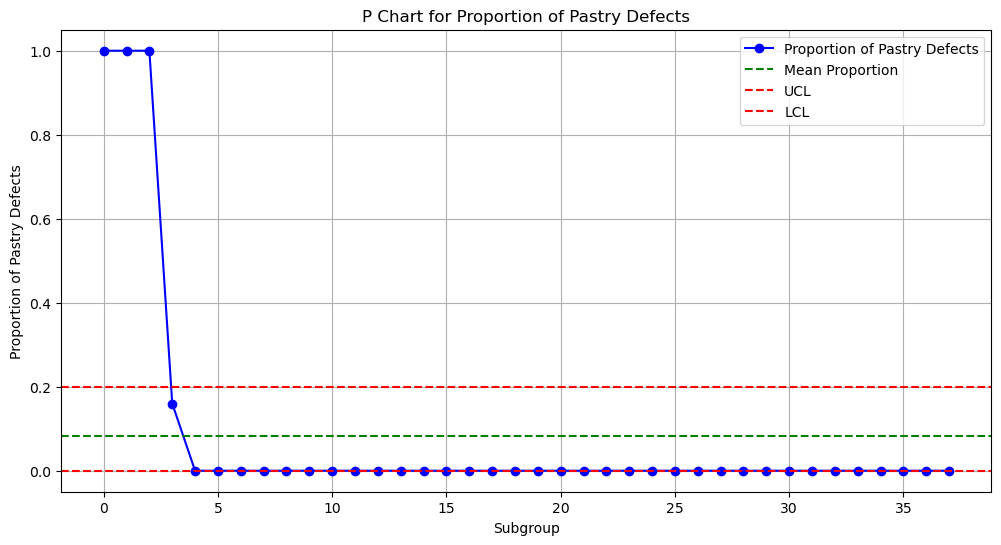 P Chart for Proportion of Pastry Defects
Proportion of Pastry Defects
Mean Proportion
UCL
LCL
Proportion of Pastry Defects
1.0
0.8
0.6
0.4
0.2
0.0
0 5 10 15 20 25 30 35
Subgroup